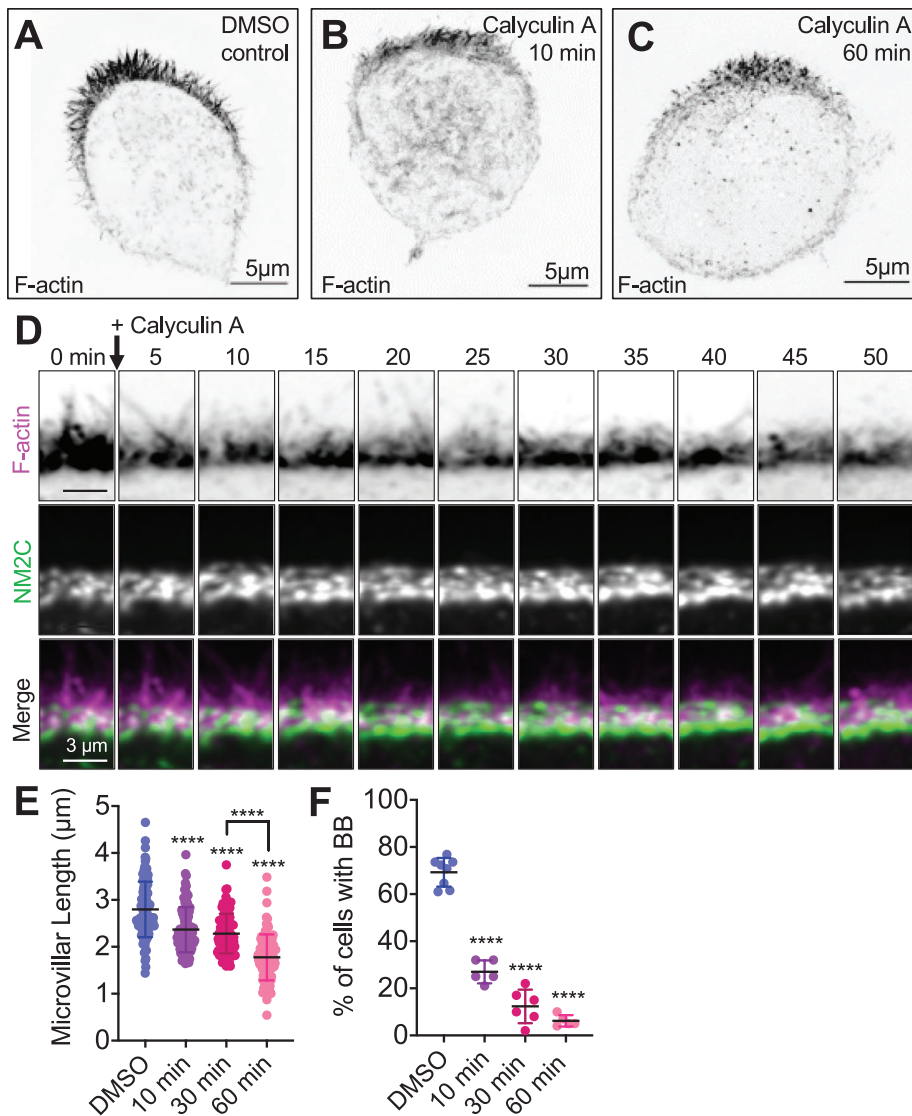 A
DMSO
control
F-actin
5µm
B
Calyculin A
10 min
F-actin
5µm
C
Calyculin A
60 min
F-actin
5µm
D
+ Calyculin A
0 min 5 10 15 20 25 30 35 40 45 50
F-actin
NM2C
Merge
3 µm
E
Microvillar Length (µm)
5
4
3
2
1
0
****
****
****
****
DMSO
10 min
30 min
60 min
F
% of cells with BB
100
80
60
40
20
0
****
****
****
DMSO
10 min
30 min
60 min